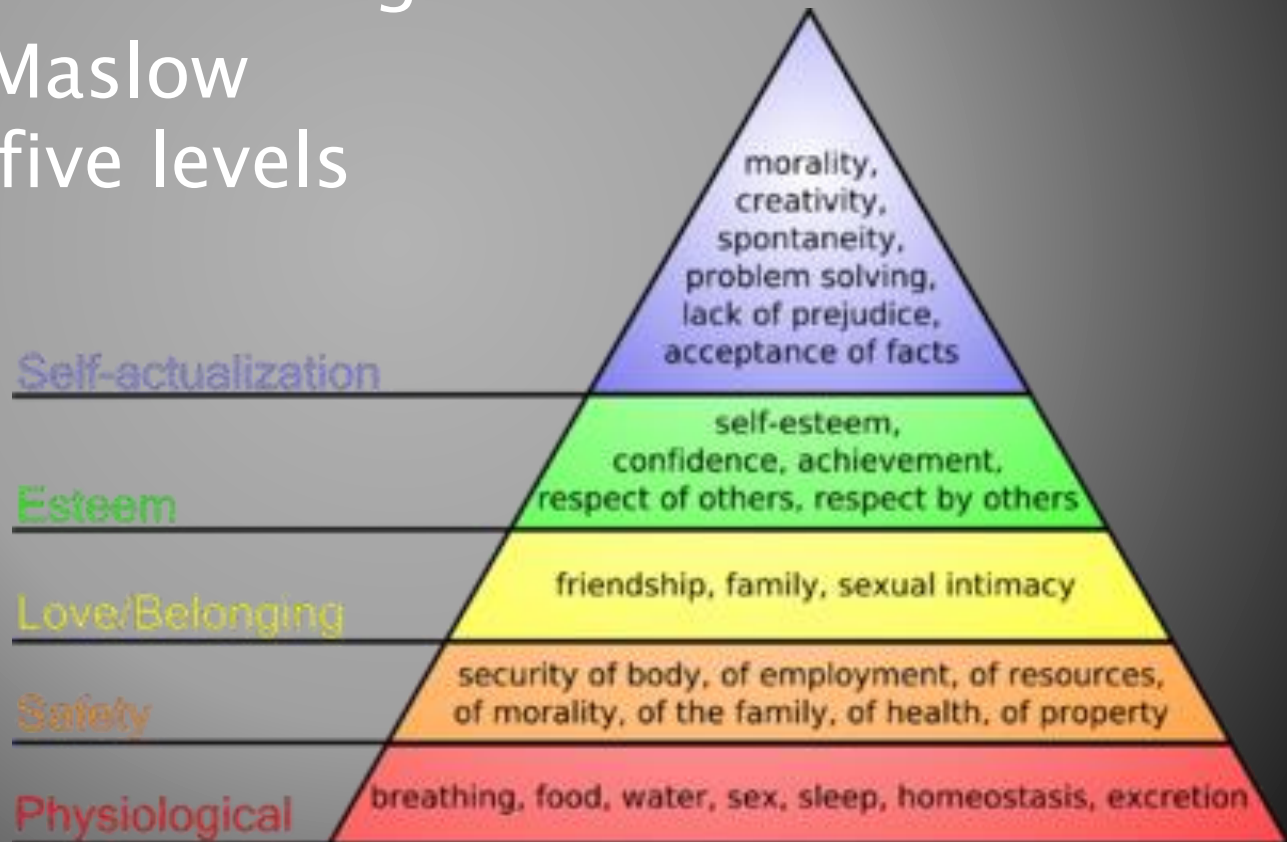 Maslow
five levels
morality,
creativity,
spontaneity,
problem solving,
lack of prejudice,
acceptance of facts
Self-actualization
self-esteem,
confidence, achievement,
respect of others, respect by others
Esteem
friendship, family, sexual intimacy
Love/Belonging
security of body, of employment, of resources,
of morality, of the family, of health, of property
Safety
breathing, food, water, sex, sleep, homeostasis, excretion
Physiological